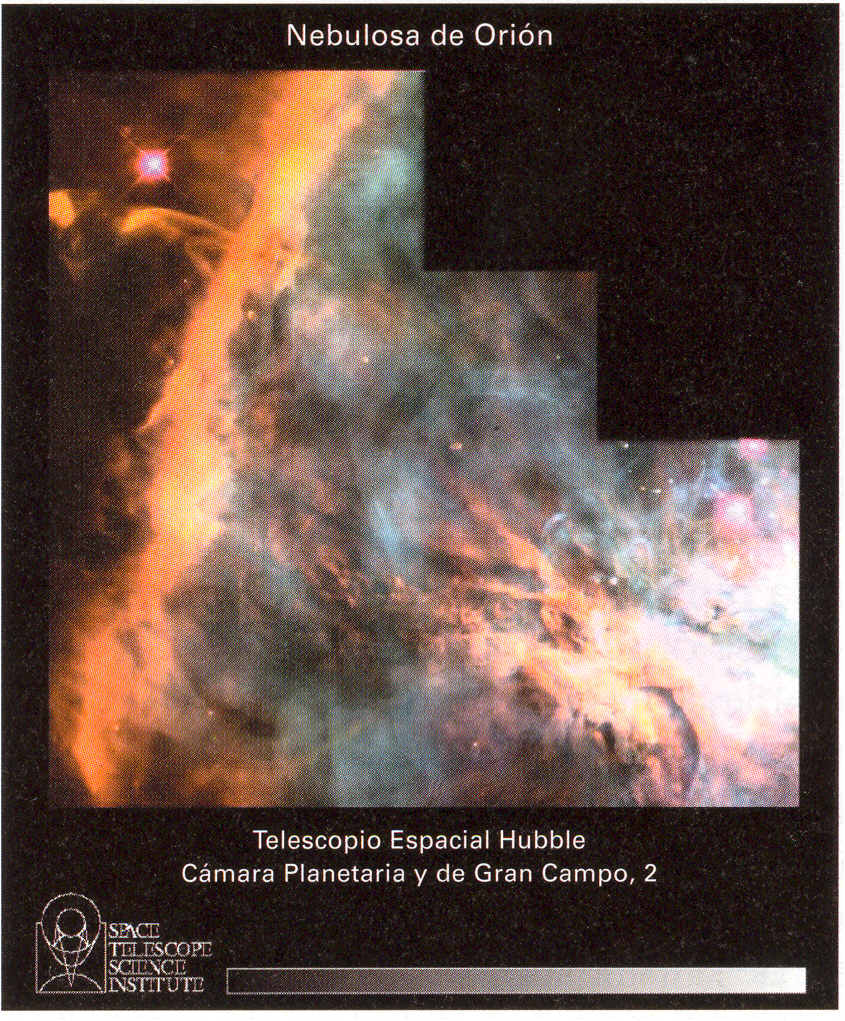 Nebulosa de Orión
Telescopio Espacial Hubble
Cámara Planetaria y de Gran Campo, 2
SPACE
TELESCOPE
SCIENCE
INSTITUTE